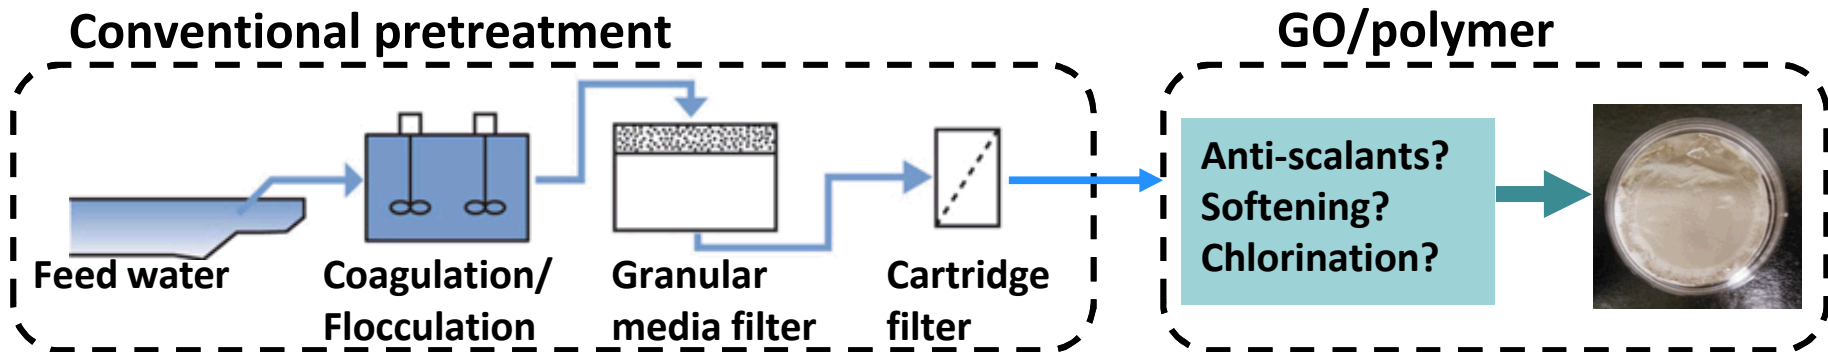 Conventional pretreatment
GO/polymer
Feed water
Coagulation/
Flocculation
Granular
media filter
Cartridge
filter
Anti-scalants?
Softening?
Chlorination?